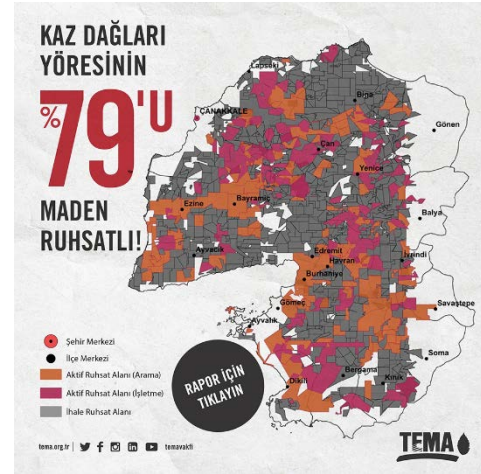 KAZ DAĞLARI
YÖRESİNİN
%79'U
MADEN
RUHSATLI!
Lapseki
ÇANAKKALE
Biga
Gönen
Çan
Yenice
Ezine
Bayramiç
Balya
Ayvacık
Edremit
Havran
İvrindi
Burhaniye
Gömeç
Savaştepe
Ayvalık
Soma
Bergama
Kınık
Dikili
Şehir Merkezi
İlçe Merkezi
Aktif Ruhsat Alanı (Arama)
Aktif Ruhsat Alanı (İşletme)
İhale Ruhsat Alanı
RAPOR İÇİN
TIKLAYIN
tema.org.tr
temavakfi
TEMA